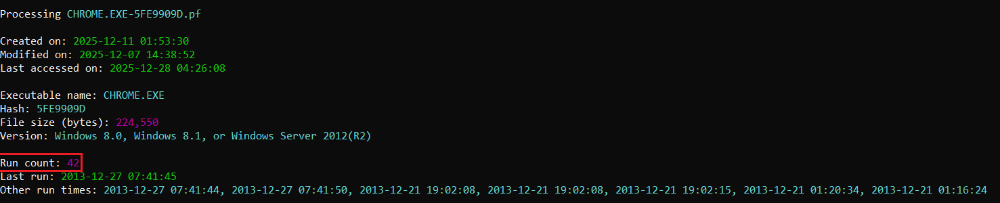 Processing CHROME.EXE-5FE9909D.pf
Created on: 2025-12-11 01:53:30
Modified on: 2025-12-07 14:38:52
Last accessed on: 2025-12-28 04:26:08
Executable name: CHROME.EXE
Hash: 5FE9909D
File size (bytes): 224,550
Version: Windows 8.0, Windows 8.1, or Windows Server 2012(R2)
Run count: 42
Last run: 2013-12-27 07:41:45
Other run times: 2013-12-27 07:41:44, 2013-12-27 07:41:50, 2013-12-21 19:02:08, 2013-12-21 19:02:08, 2013-12-21 19:02:15, 2013-12-21 01:20:34, 2013-12-21 01:16:24